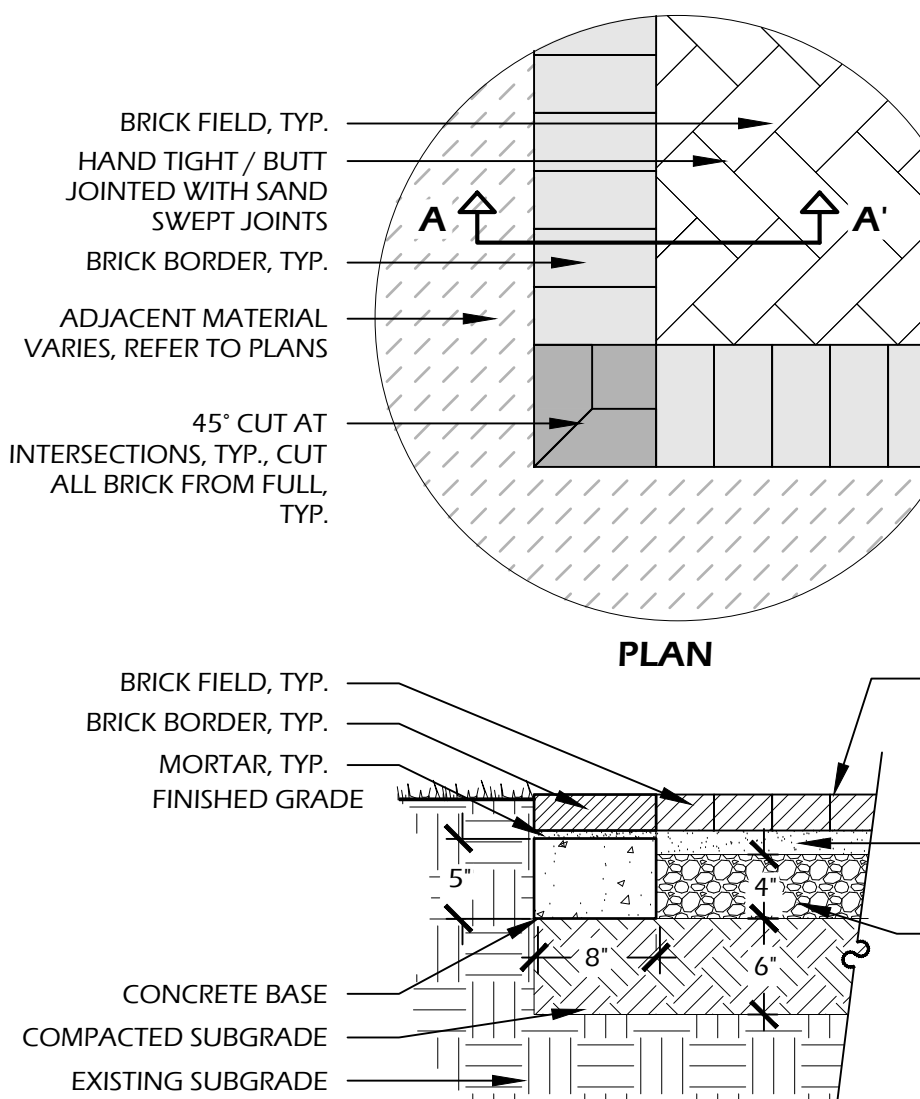 BRICK FIELD, TYP.
HAND TIGHT / BUTT
JOINTED WITH SAND
SWEPT JOINTS
A
A'
BRICK BORDER, TYP.
ADJACENT MATERIAL
VARIES, REFER TO PLANS
45° CUT AT
INTERSECTIONS, TYP., CUT
ALL BRICK FROM FULL,
TYP.
PLAN
BRICK FIELD, TYP.
BRICK BORDER, TYP.
MORTAR, TYP.
FINISHED GRADE
5"
4"
8"
6"
CONCRETE BASE
COMPACTED SUBGRADE
EXISTING SUBGRADE